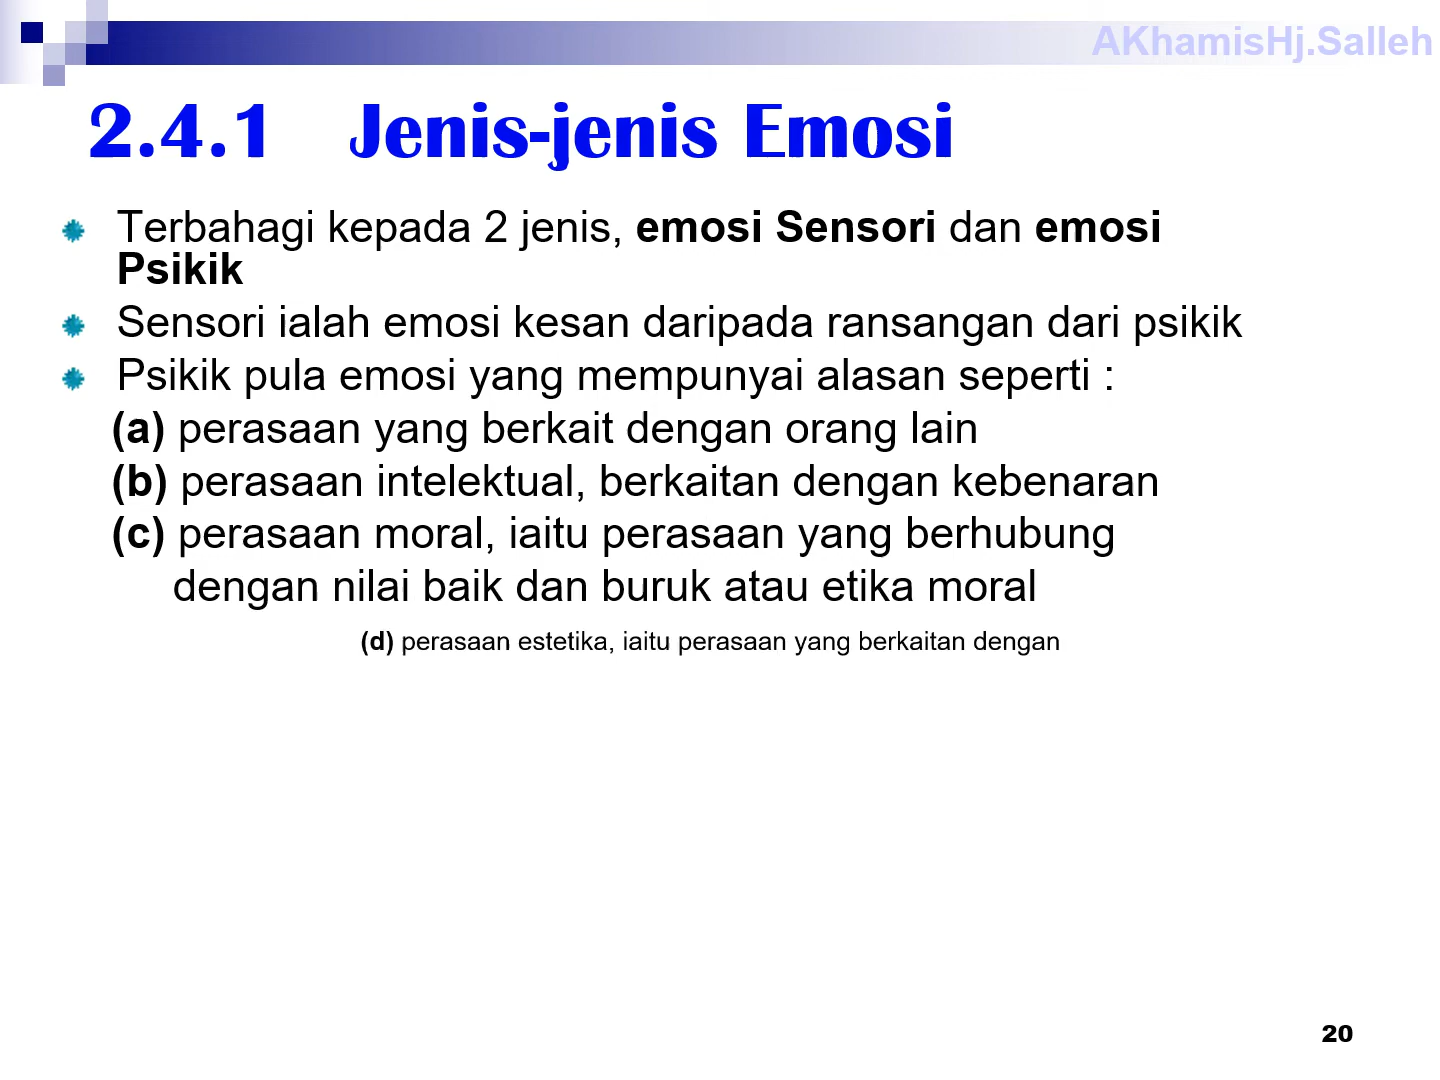 AKhamisHj.Salleh
2.4.1 Jenis-jenis Emosi
Terbahagi kepada 2 jenis, emosi Sensori dan emosi
Psikik
Sensori ialah emosi kesan daripada ransangan dari psikik
Psikik pula emosi yang mempunyai alasan seperti :
(a) perasaan yang berkait dengan orang lain
(b) perasaan intelektual, berkaitan dengan kebenaran
(c) perasaan moral, iaitu perasaan yang berhubung
dengan nilai baik dan buruk atau etika moral
(d) perasaan estetika, iaitu perasaan yang berkaitan dengan
20